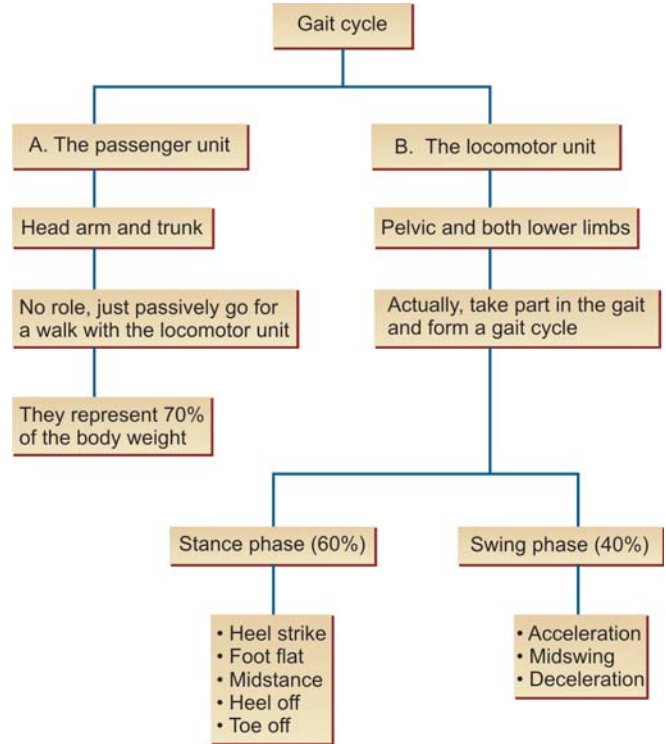 Gait cycle
A. The passenger unit
B. The locomotor unit
Head arm and trunk
Pelvic and both lower limbs
No role, just passively go for
a walk with the locomotor unit
Actually, take part in the gait
and form a gait cycle
They represent 70%
of the body weight
Stance phase (60%)
Swing phase (40%)
• Heel strike
• Foot flat
• Midstance
• Heel off
• Toe off
• Acceleration
• Midswing
• Deceleration